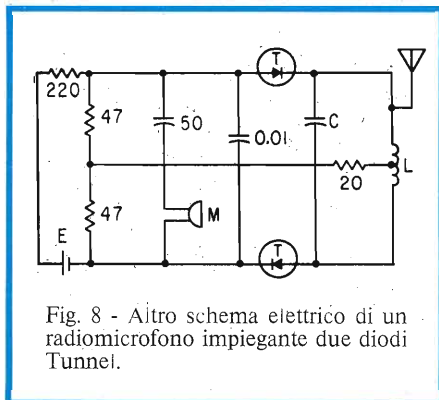 T
220
47
50
0.01
C
L
20
47
M
E
T
Fig. 8 - Altro schema elettrico di un
radiomicrofono impiegante due diodi
Tunnel.